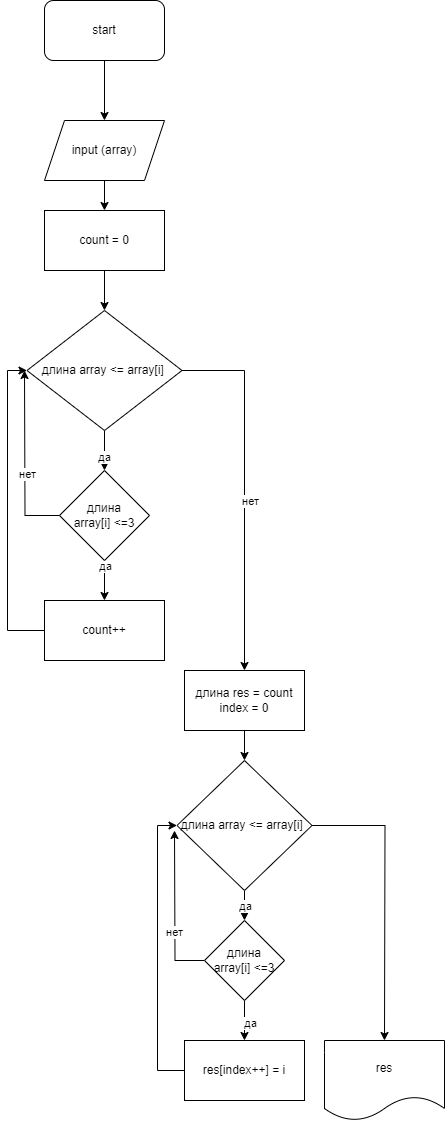 start
input (array)
count = 0
длина array <= array[i]
да
нет
длина
array[i] <=3
нет
да
count++
длина res = count
index = 0
длина array <= array[i]
да
нет
длина
array[i] <=3
да
res[index++] = i
res